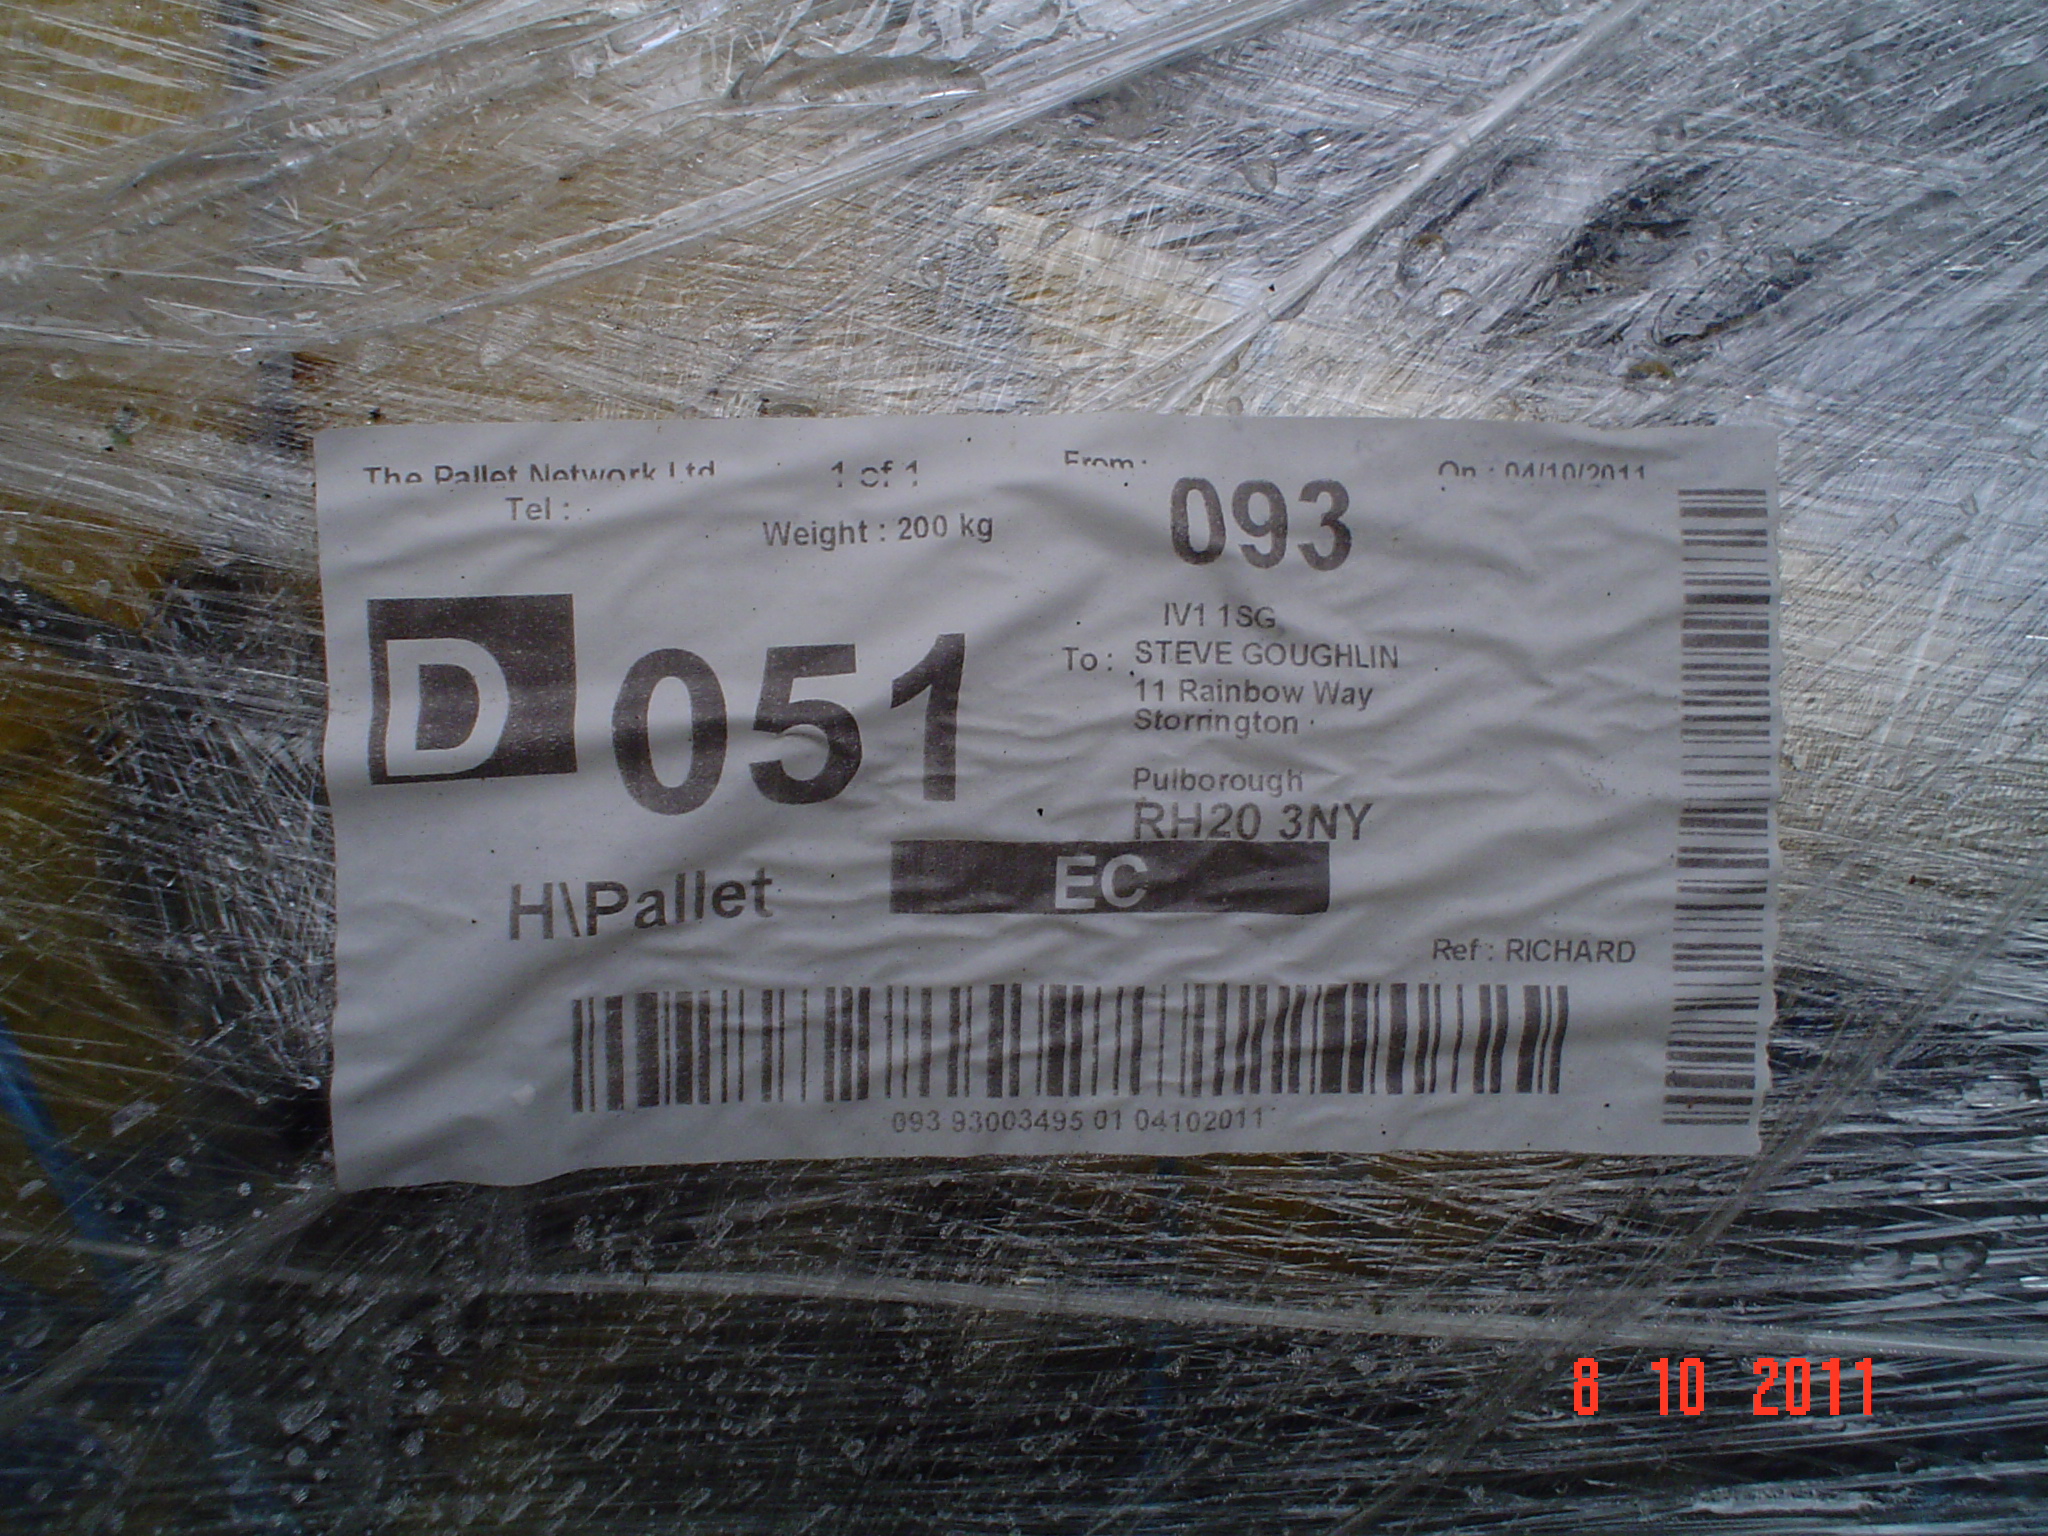 The Pallet Network Ltd 1 of 1 From: On : 04/10/2011
Tel :
Weight : 200 kg
093
IV1 1SG
D 051
To : STEVE GOUGHLIN
11 Rainbow Way
Storrington
Pulborough
RH20 3NY
H\Pallet
EC
Ref : RICHARD
093 93003495 01 04102011
8 10 2011